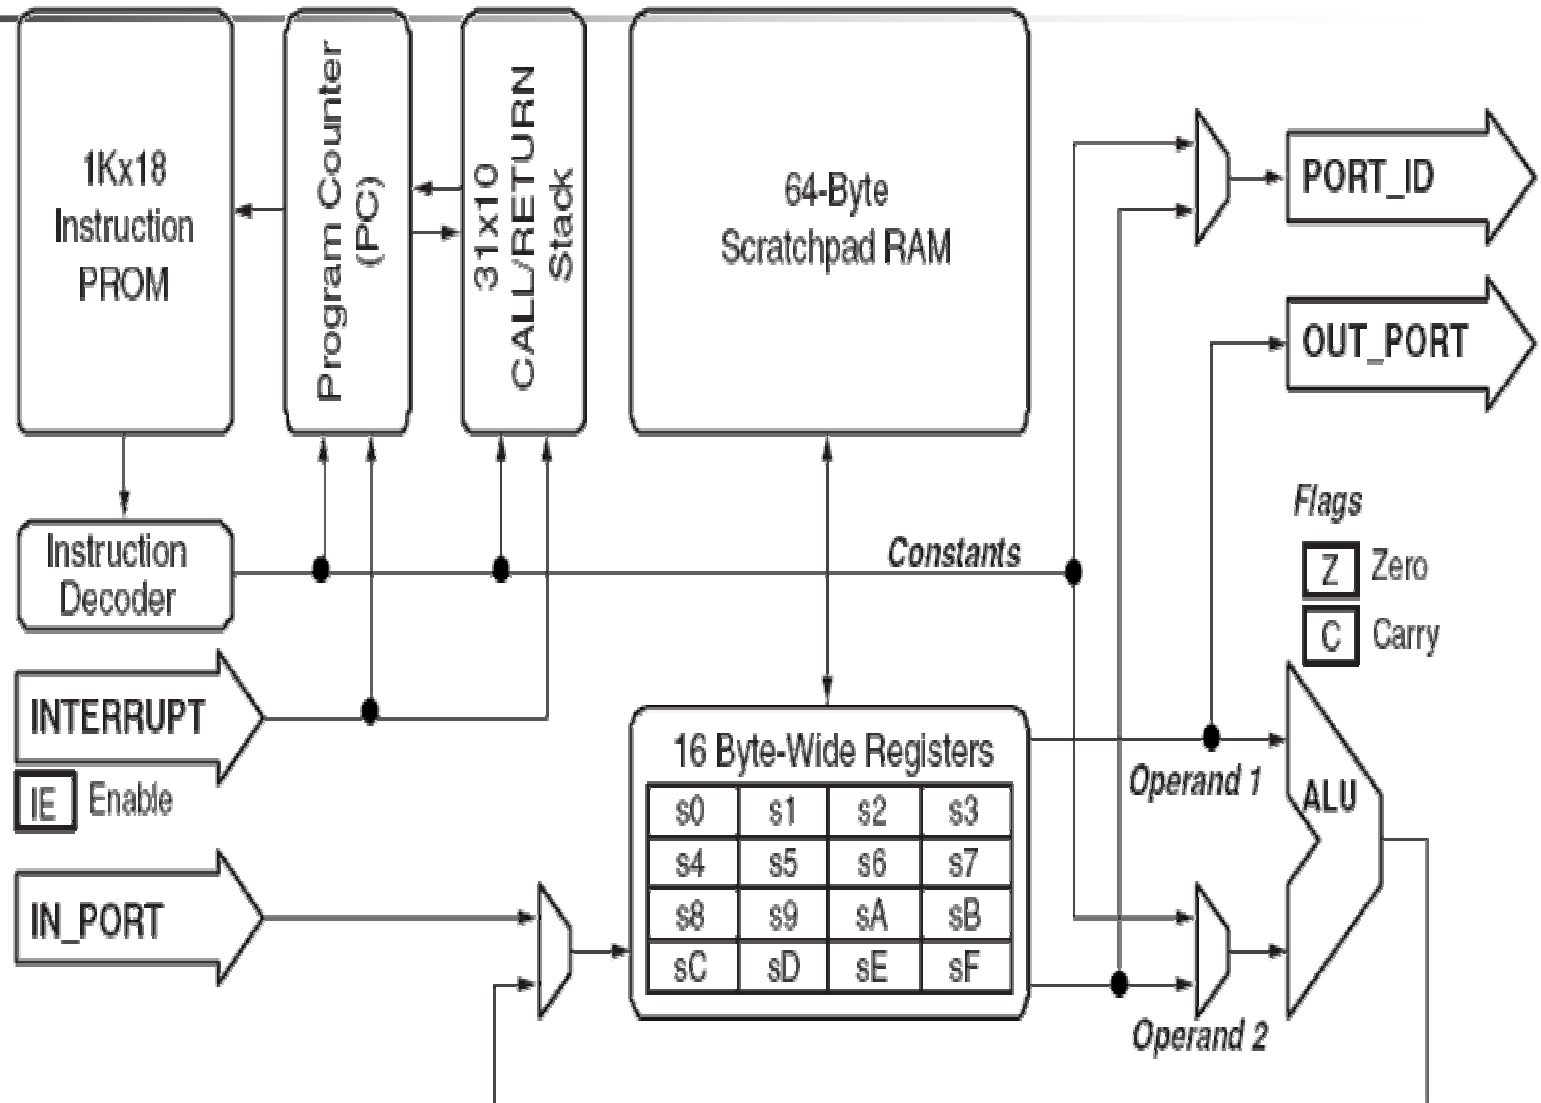 1Kx18
Instruction
PROM
Program Counter
(PC)
31x10
CALL/RETURN
Stack
64-Byte
Scratchpad RAM
PORT_ID
OUT_PORT
Flags
Z Zero
C Carry
Instruction
Decoder
Constants
INTERRUPT
IE Enable
IN_PORT
16 Byte-Wide Registers
s0 s1 s2 s3
s4 s5 s6 s7
s8 s9 sA sB
sC sD sE sF
Operand 1
ALU
Operand 2